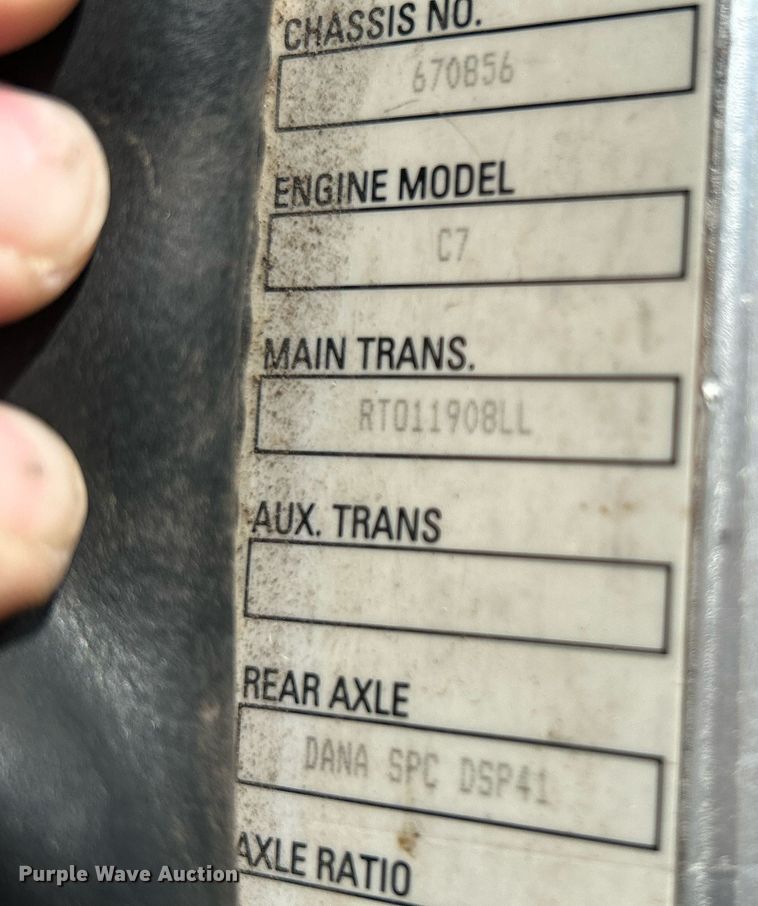 CHASSIS NO.
670856
ENGINE MODEL
C7
MAIN TRANS.
RTO11908LL
AUX. TRANS
REAR AXLE
DANA SPC DSP41
AXLE RATIO
Purple Wave Auction